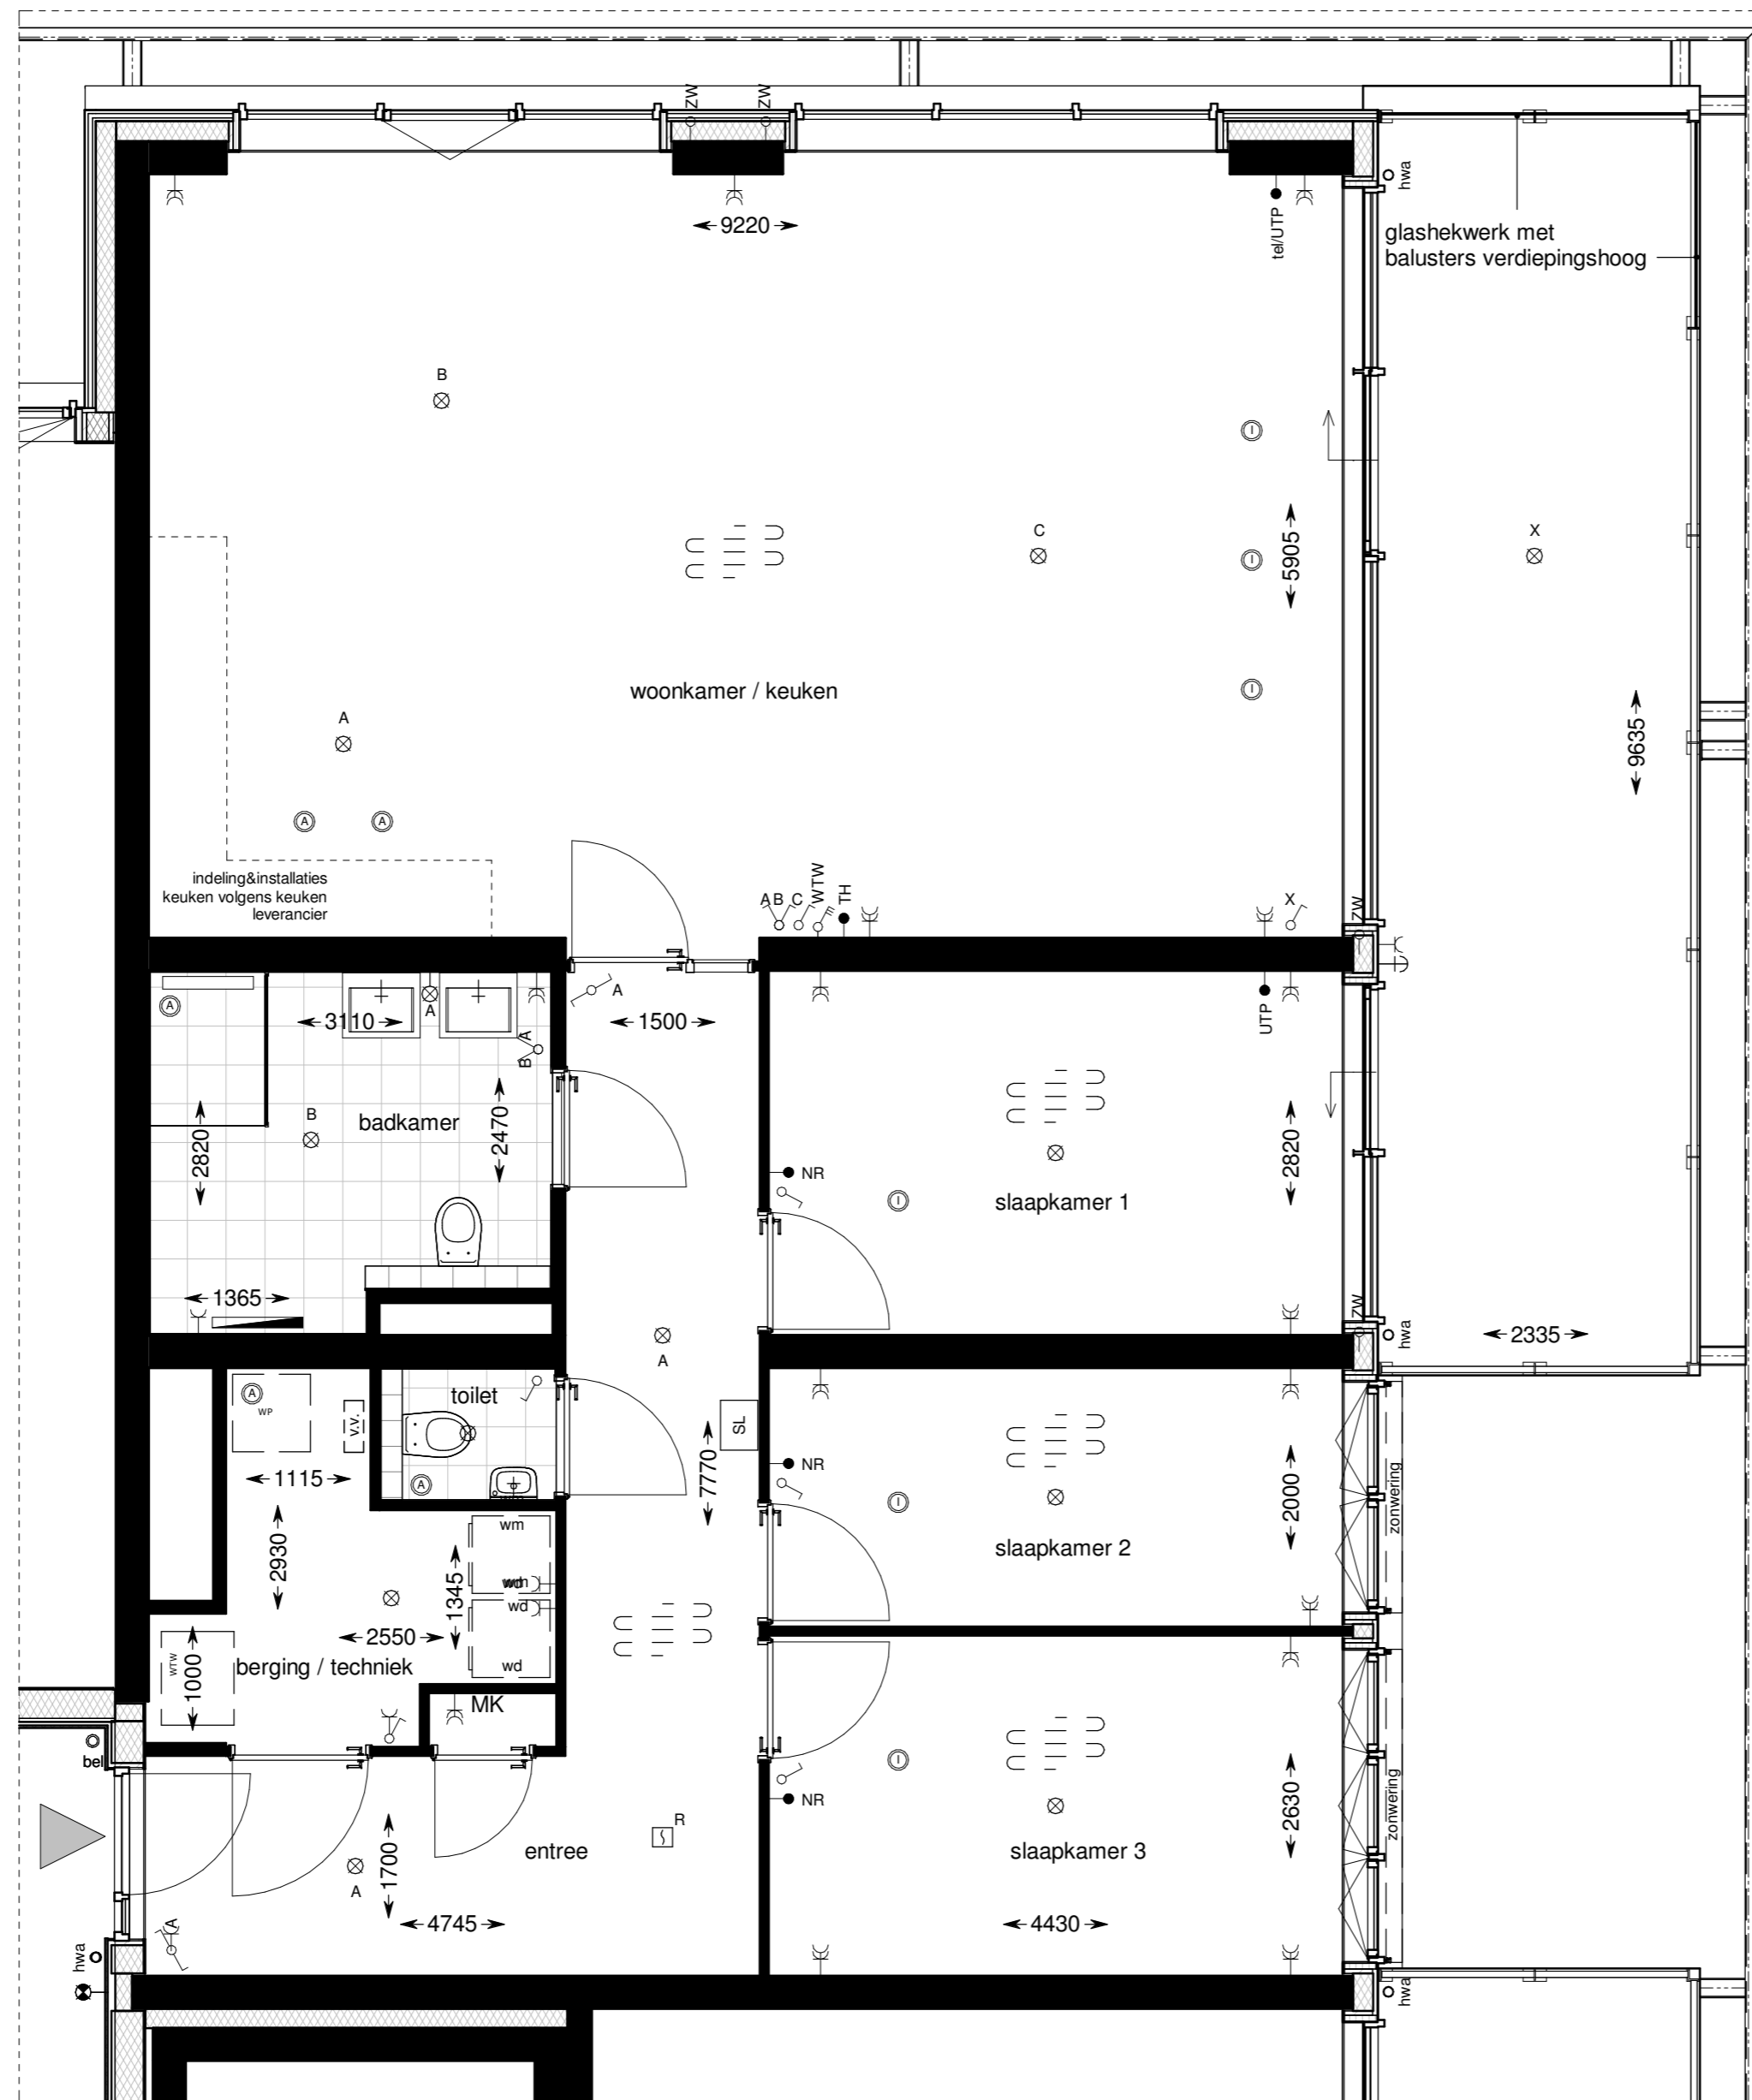 ZW
ZW
hwa
9220
tel/UTP
glashekwerk met
balusters verdiepingshoog
B
C
X
5905
woonkamer / keuken
9635
A
A
A
indeling&installaties
keuken volgens keuken
leverancier
A B C WTW TH
X
ZW
A
3110
A
A
1500
UTP
A
B
B
badkamer
2470
2820
2820
NR
slaapkamer 1
1365
ZW
hwa
2335
A
toilet
A
WP
v.v.
SL
1115
A
7770
NR
2000
zonwering
2930
wm
slaapkamer 2
1345
wm
wd
wd
2550
berging / techniek
wd
WTW
1000
MK
bel
NR
2630
zonwering
R
entree
slaapkamer 3
1700
A
4745
4430
A
hwa
hwa